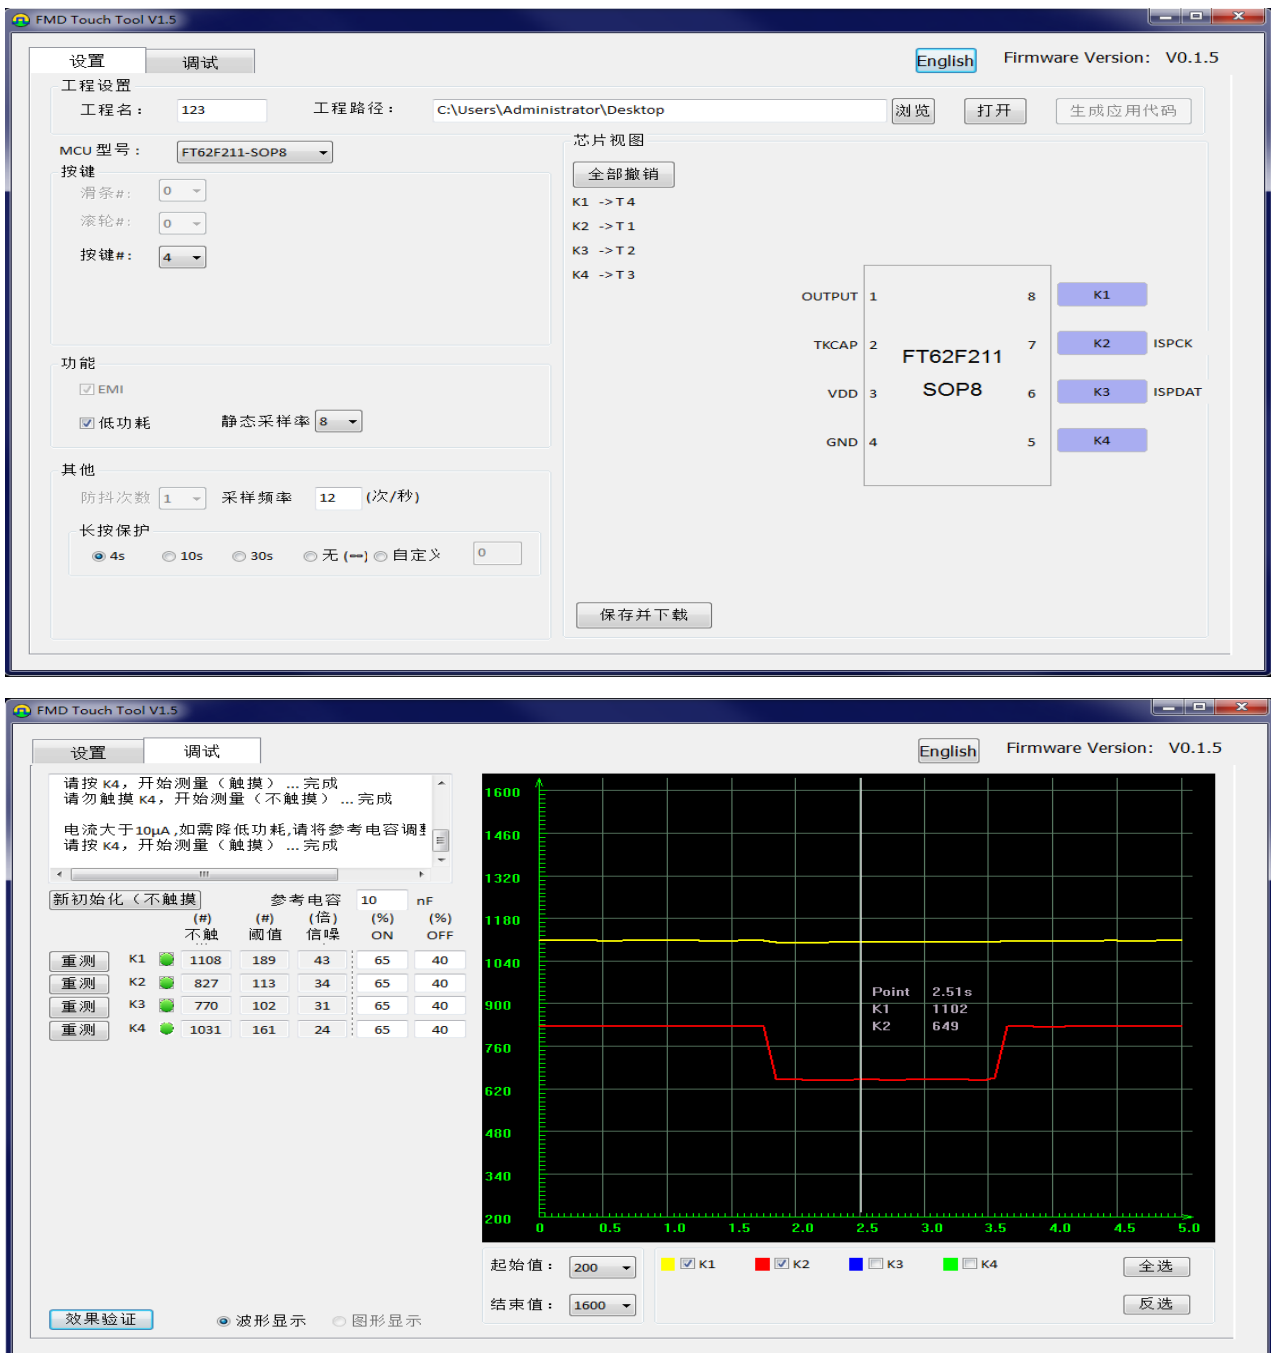 FMD Touch Tool V1.5
设置 调试 English Firmware Version: V0.1.5
工程设置
工程名: 123 工程路径: C:\Users\Administrator\Desktop 浏览 打开 生成应用代码
MCU 型号: FT62F211-SOP8
芯片视图
按键
全部撤销
滑条#: 0
K1 ->T4
滚轮#: 0
K2 ->T1
按键#: 4
K3 ->T2
K4 ->T3
OUTPUT 1 8 K1
TKCAP 2 7 K2 ISPCK
FT62F211
SOP8
VDD 3 6 K3 ISPDAT
GND 4 5 K4
功能
EMI
低功耗 静态采样率 8
其他
防抖次数 1 采样频率 12 (次/秒)
长按保护
4s 10s 30s 无 (∞) 自定义 0
保存并下载
FMD Touch Tool V1.5
设置 调试 English Firmware Version: V0.1.5
请按 K4，开始测量（触摸）...完成
请勿触摸 K4，开始测量（不触摸）...完成
电流大于10μA ,如需降低功耗,请将参考电容调
请按 K4，开始测量（触摸）...完成
新初始化（不触摸 参考电容 10 nF
(#) (#) (倍) (%) (%)
不触 阈值 信噪 ON OFF
重测 K1 1108 189 43 65 40
重测 K2 827 113 34 65 40
重测 K3 770 102 31 65 40
重测 K4 1031 161 24 65 40
1600
1460
1320
1180
1040
900
760
620
480
340
200
0 0.5 1.0 1.5 2.0 2.5 3.0 3.5 4.0 4.5 5.0
Point 2.51s
K1 1102
K2 649
起始值: 200 K1 K2 K3 K4 全选
结束值: 1600 反选
效果验证 波形显示 图形显示